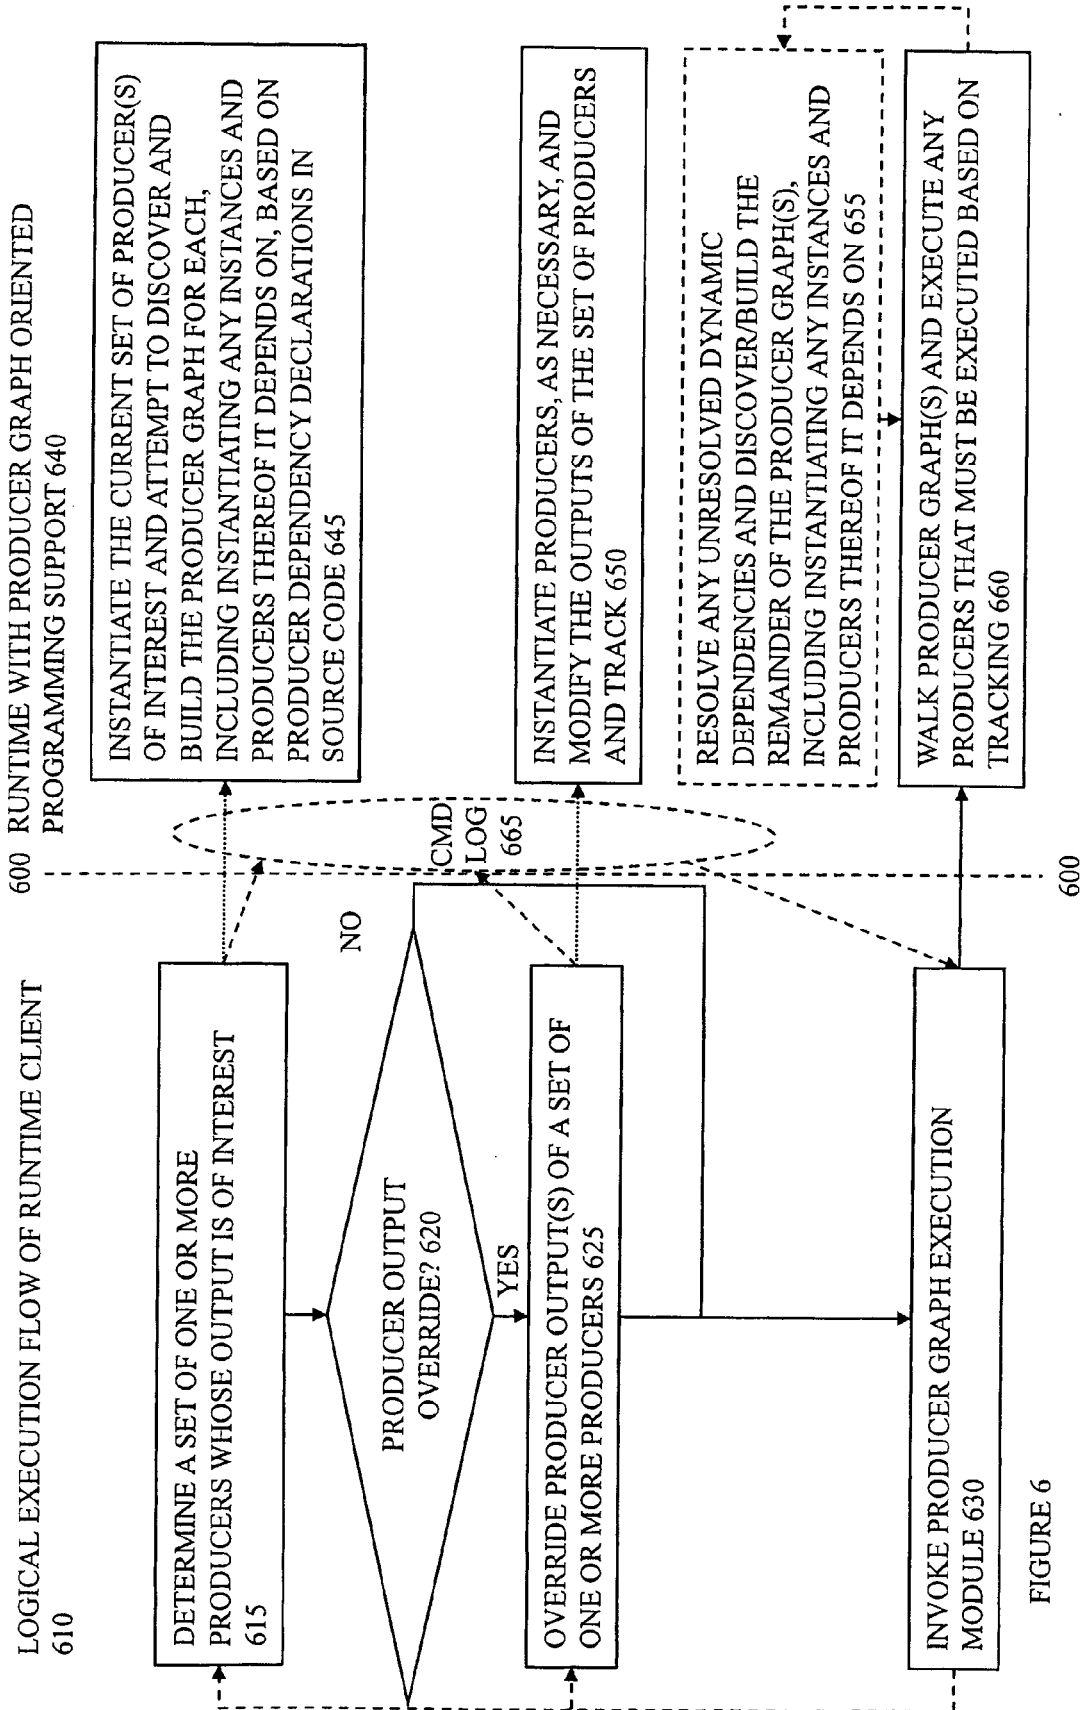 LOGICAL EXECUTION FLOW OF RUNTIME CLIENT
610
DETERMINE A SET OF ONE OR MORE
PRODUCERS WHOSE OUTPUT IS OF INTEREST
615
PRODUCER OUTPUT
OVERRIDE? 620
NO
YES
OVERRIDE PRODUCER OUTPUT(S) OF A SET OF
ONE OR MORE PRODUCERS 625
INVOKE PRODUCER GRAPH EXECUTION
MODULE 630
600
CMD
LOG
665
600
RUNTIME WITH PRODUCER GRAPH ORIENTED
PROGRAMMING SUPPORT 640
INSTANTIATE THE CURRENT SET OF PRODUCER(S)
OF INTEREST AND ATTEMPT TO DISCOVER AND
BUILD THE PRODUCER GRAPH FOR EACH,
INCLUDING INSTANTIATING ANY INSTANCES AND
PRODUCERS THEREOF IT DEPENDS ON, BASED ON
PRODUCER DEPENDENCY DECLARATIONS IN
SOURCE CODE 645
INSTANTIATE PRODUCERS, AS NECESSARY, AND
MODIFY THE OUTPUTS OF THE SET OF PRODUCERS
AND TRACK 650
RESOLVE ANY UNRESOLVED DYNAMIC
DEPENDENCIES AND DISCOVER/BUILD THE
REMAINDER OF THE PRODUCER GRAPH(S),
INCLUDING INSTANTIATING ANY INSTANCES AND
PRODUCERS THEREOF IT DEPENDS ON 655
WALK PRODUCER GRAPH(S) AND EXECUTE ANY
PRODUCERS THAT MUST BE EXECUTED BASED ON
TRACKING 660
FIGURE 6